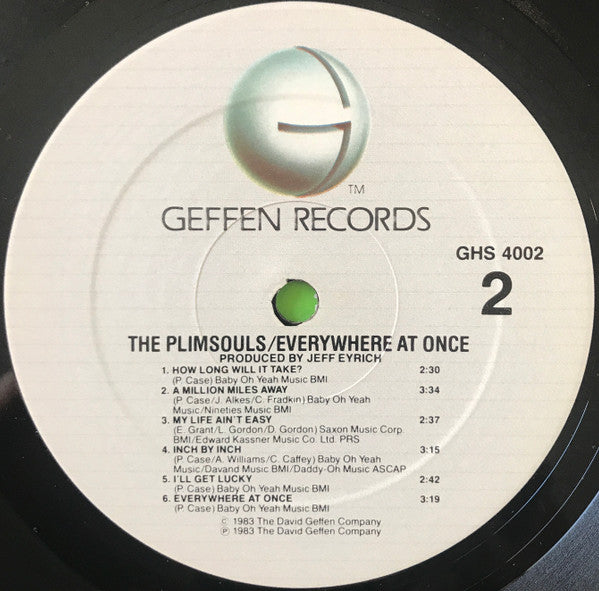 TM
GEFFEN RECORDS
GHS 4002
2
THE PLIMSOULS/EVERYWHERE AT ONCE
PRODUCED BY JEFF EYRICH
1. HOW LONG WILL IT TAKE? 2:30
(P. Case) Baby Oh Yeah Music BMI
2. A MILLION MILES AWAY 3:34
(P. Case/J. Alkes/C. Fradkin) Baby Oh Yeah
Music/Nineties Music BMI
3. MY LIFE AIN'T EASY 2:37
(E. Grant/L. Gordon/D. Gordon) Saxon Music Corp.
BMI/Edward Kassner Music Co. Ltd. PRS
4. INCH BY INCH 3:15
(P. Case/A. Williams/C. Caffey) Baby Oh Yeah
Music/Davand Music BMI/Daddy-Oh Music ASCAP
5. I'LL GET LUCKY 2:42
(P. Case) Baby Oh Yeah Music BMI
6. EVERYWHERE AT ONCE 3:19
(P. Case) Baby Oh Yeah Music BMI
© 1983 The David Geffen Company
℗ 1983 The David Geffen Company